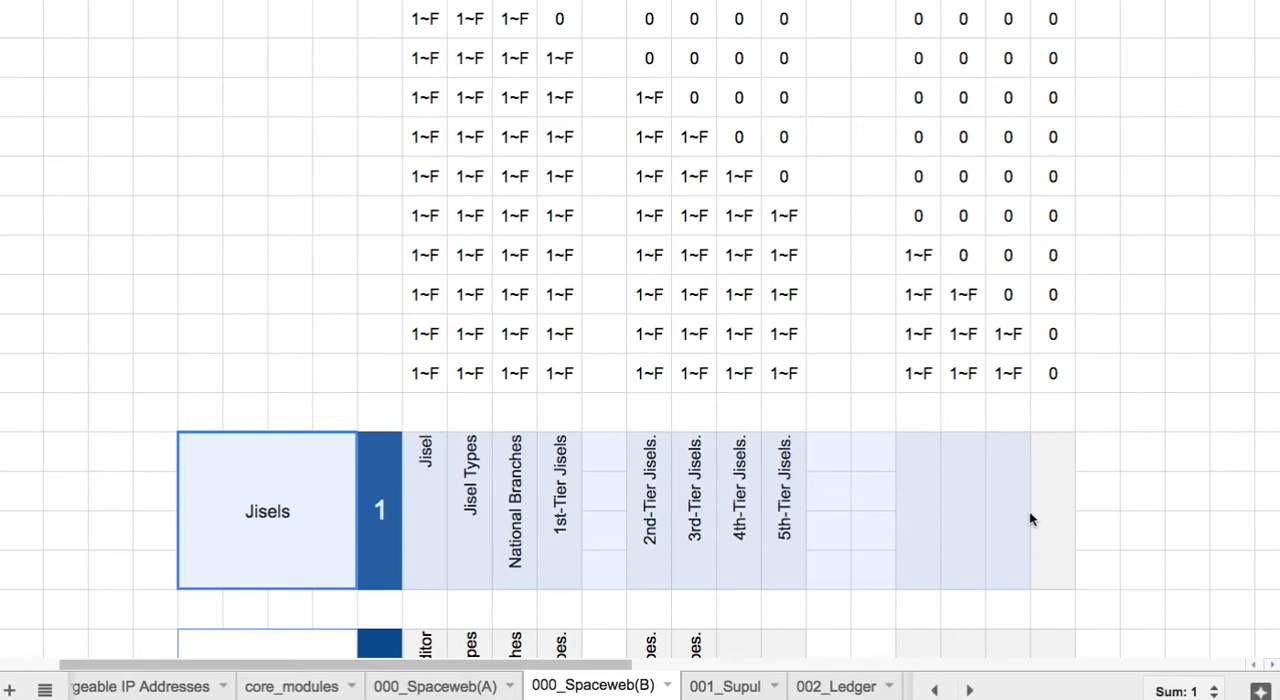 1~F 1~F 1~F 0 0 0 0 0 0 0 0 0
1~F 1~F 1~F 1~F 0 0 0 0 0 0 0 0
1~F 1~F 1~F 1~F 1~F 0 0 0 0 0 0 0
1~F 1~F 1~F 1~F 1~F 1~F 0 0 0 0 0 0
1~F 1~F 1~F 1~F 1~F 1~F 1~F 0 0 0 0 0
1~F 1~F 1~F 1~F 1~F 1~F 1~F 1~F 0 0 0 0
1~F 1~F 1~F 1~F 1~F 1~F 1~F 1~F 1~F 0 0 0
1~F 1~F 1~F 1~F 1~F 1~F 1~F 1~F 1~F 1~F 0 0
1~F 1~F 1~F 1~F 1~F 1~F 1~F 1~F 1~F 1~F 1~F 0
1~F 1~F 1~F 1~F 1~F 1~F 1~F 1~F 1~F 1~F 1~F 0
Jisels
1
Jisel
Jisel Types
National Branches
1st-Tier Jisels
2nd-Tier Jisels.
3rd-Tier Jisels.
4th-Tier Jisels.
5th-Tier Jisels.
geable IP Addresses core_modules 000_Spaceweb(A) 000_Spaceweb(B) 001_Supul 002_Ledger Sum: 1